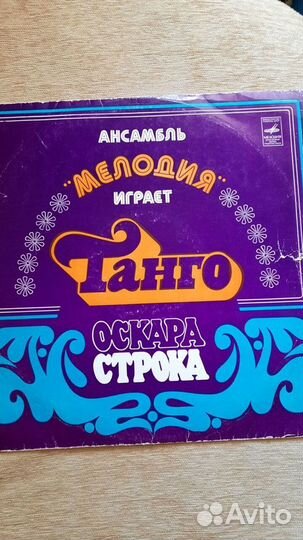 АНСАМБЛЬ
"МЕЛОДИЯ"
ИГРАЕТ
Танго
ОСКАРА
СТРОКА
Avito